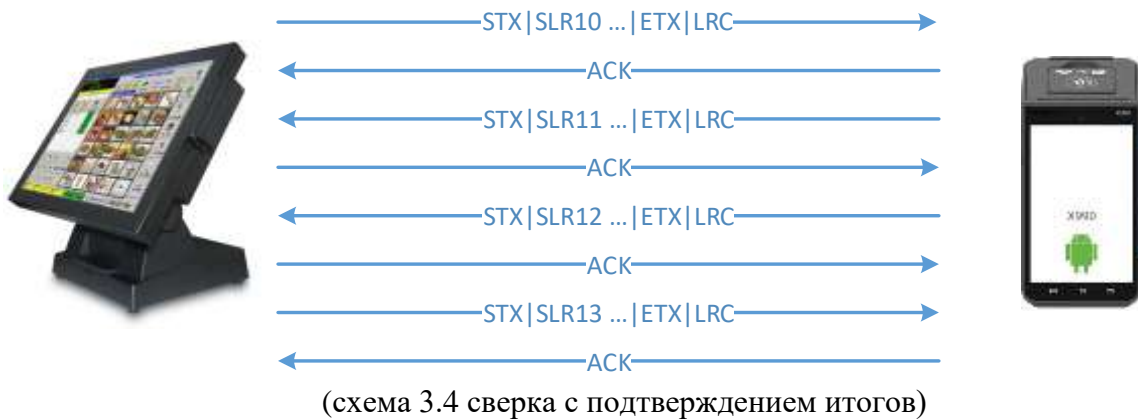 STX|SLR10 ...|ETX|LRC
ACK
STX|SLR11 ...|ETX|LRC
ACK
STX|SLR12 ...|ETX|LRC
ACK
X990
STX|SLR13 ...|ETX|LRC
ACK
(схема 3.4 сверка с подтверждением итогов)